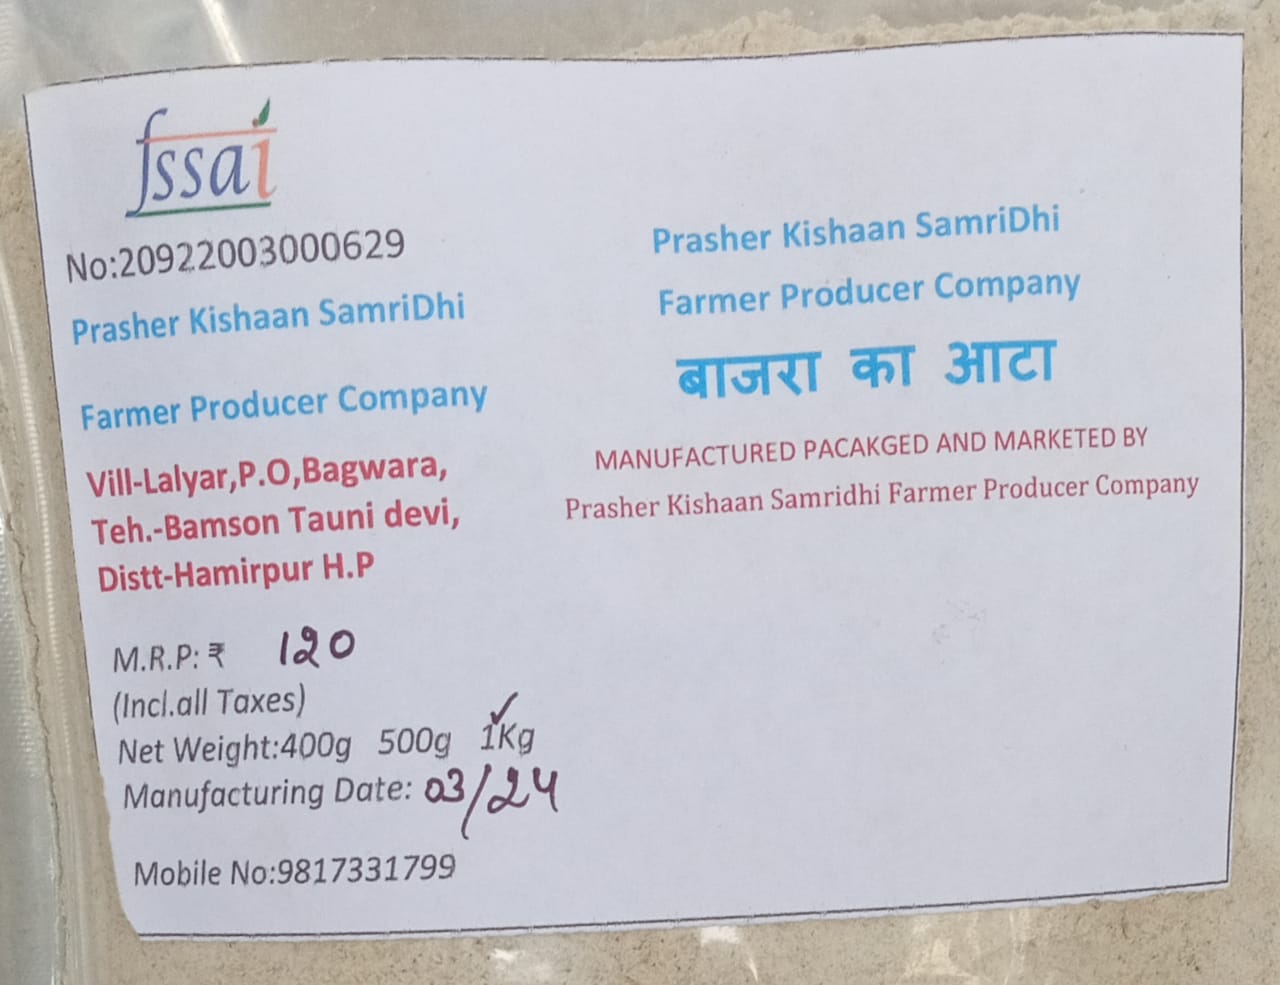 fssai
No:20922003000629
Prasher Kishaan SamriDhi
Farmer Producer Company
Vill-Lalyar,P.O,Bagwara,
Teh.-Bamson Tauni devi,
Distt-Hamirpur H.P
M.R.P: ₹ 120
(Incl.all Taxes)
Net Weight:400g 500g 1Kg
Manufacturing Date: 03/24
Mobile No:9817331799
Prasher Kishaan SamriDhi
Farmer Producer Company
बाजरा का आटा
MANUFACTURED PACAKGED AND MARKETED BY
Prasher Kishaan Samridhi Farmer Producer Company